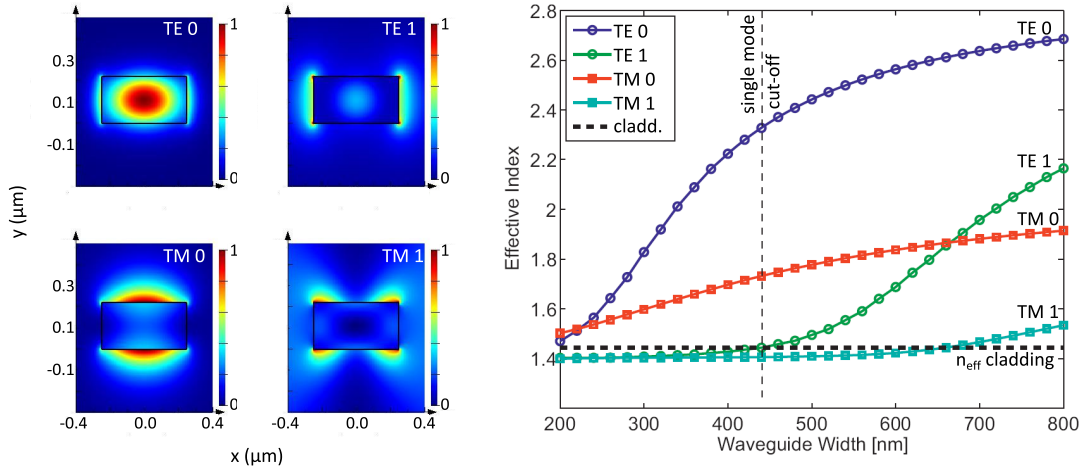 TE 0
1
0
0.3
0.1
-0.1
TE 1
1
0
y (μm)
TM 0
1
0
0.3
0.1
-0.1
-0.4
0.0
0.4
TM 1
1
0
-0.4
0.0
0.4
x (μm)
2.8
2.6
2.4
2.2
2
1.8
1.6
1.4
Effective Index
TE 0
TE 1
TM 0
TM 1
cladd.
single mode
cut-off
TE 0
TE 1
TM 0
TM 1
neff cladding
200
300
400
500
600
700
800
Waveguide Width [nm]